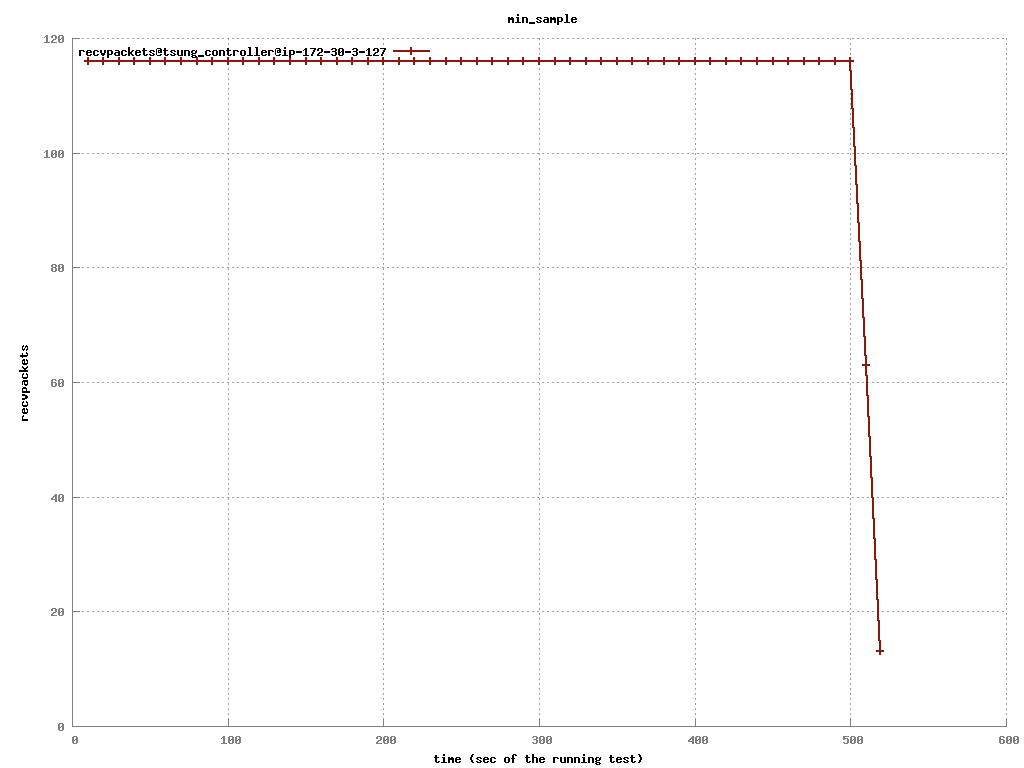 min_sample
recvpackets@tsung_controller@ip-172-30-3-127
120
100
80
60
40
20
0
recvpackets
0 100 200 300 400 500 600
time (sec of the running test)